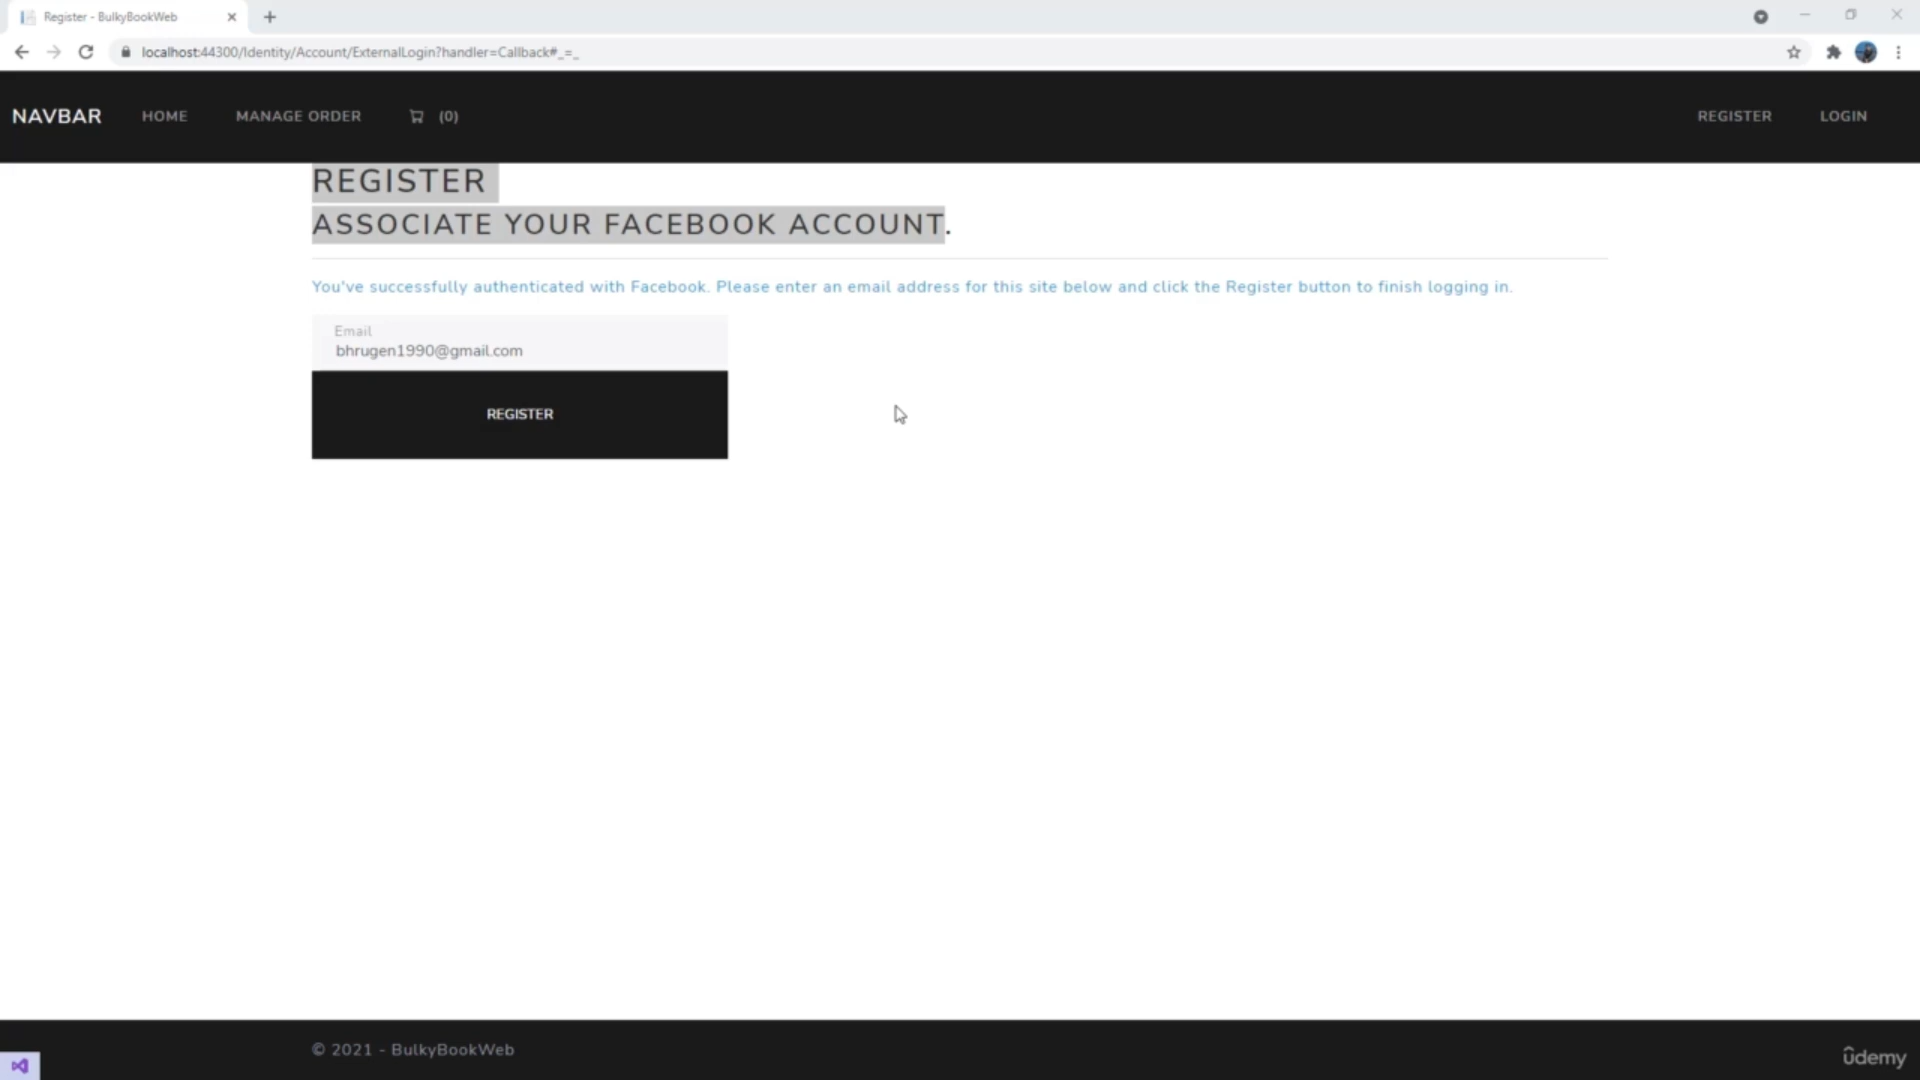 Register - BulkyBookWeb
localhost:44300/Identity/Account/ExternalLogin?handler=Callback#_=_
NAVBAR HOME MANAGE ORDER (0) REGISTER LOGIN
REGISTER
ASSOCIATE YOUR FACEBOOK ACCOUNT.
You've successfully authenticated with Facebook. Please enter an email address for this site below and click the Register button to finish logging in.
Email
bhrugen1990@gmail.com
REGISTER
© 2021 - BulkyBookWeb
ûdemy